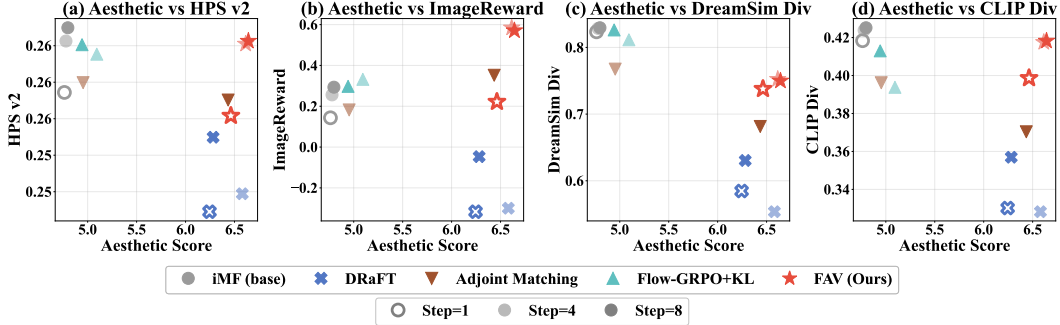 (a) Aesthetic vs HPS v2
HPS v2
0.26
0.26
0.26
0.25
0.25
5.0 5.5 6.0 6.5
Aesthetic Score
(b) Aesthetic vs ImageReward
ImageReward
0.6
0.4
0.2
0.0
−0.2
5.0 5.5 6.0 6.5
Aesthetic Score
(c) Aesthetic vs DreamSim Div
DreamSim Div
0.8
0.7
0.6
5.0 5.5 6.0 6.5
Aesthetic Score
(d) Aesthetic vs CLIP Div
CLIP Div
0.42
0.40
0.38
0.36
0.34
5.0 5.5 6.0 6.5
Aesthetic Score
iMF (base) DRaFT Adjoint Matching Flow-GRPO+KL FAV (Ours)
Step=1 Step=4 Step=8